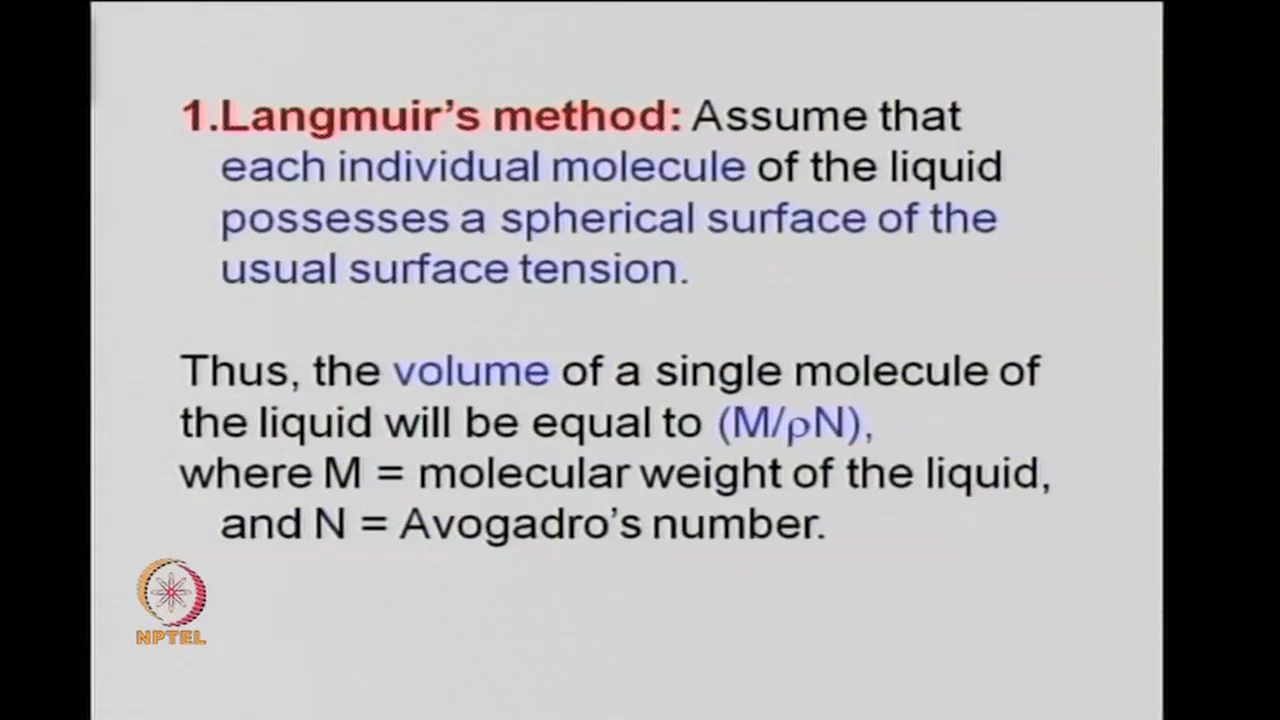 1.Langmuir's method: Assume that
each individual molecule of the liquid
possesses a spherical surface of the
usual surface tension.
Thus, the volume of a single molecule of
the liquid will be equal to (M/ρN),
where M = molecular weight of the liquid,
and N = Avogadro's number.
NPTEL